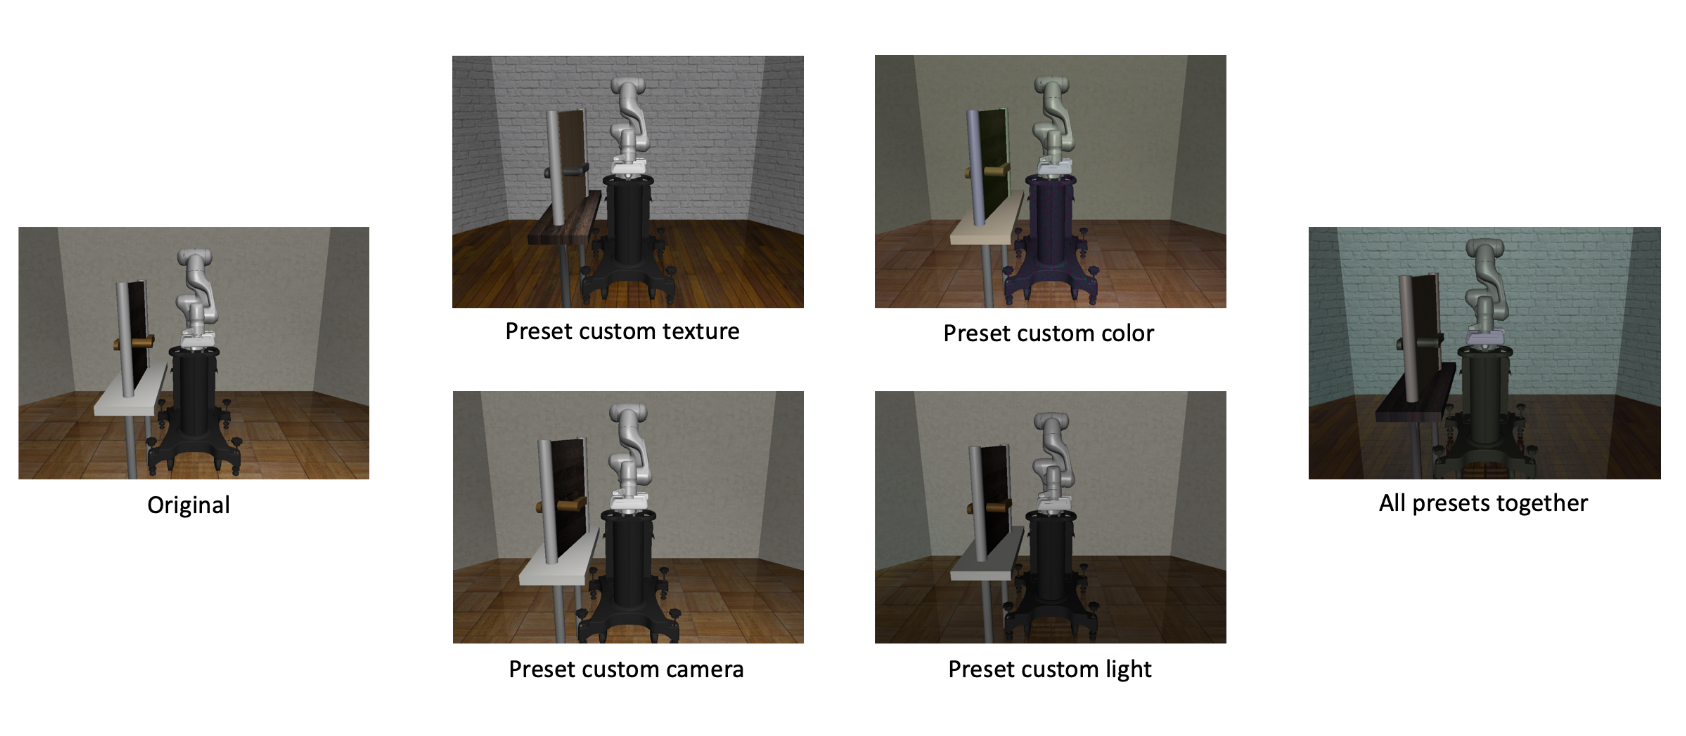 Original
Preset custom texture
Preset custom color
Preset custom camera
Preset custom light
All presets together